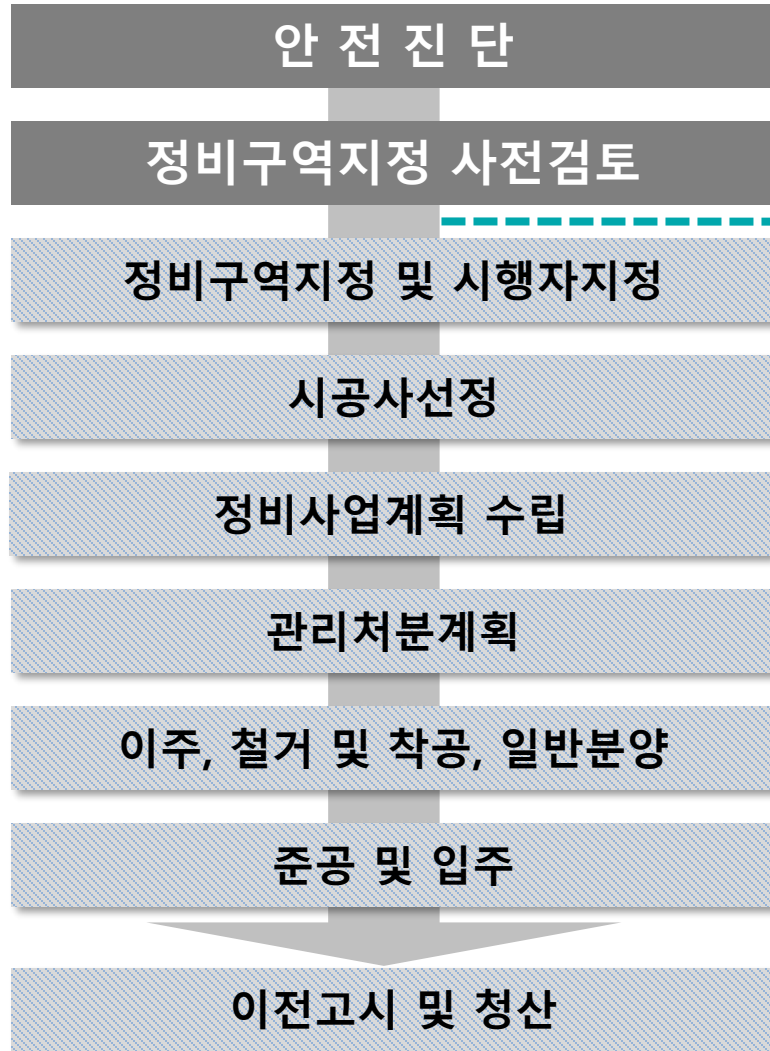 안 전 진 단
정비구역지정 사전검토
정비구역지정 및 시행자지정
시공사선정
정비사업계획 수립
관리처분계획
이주, 철거 및 착공, 일반분양
준공 및 입주
이전고시 및 청산